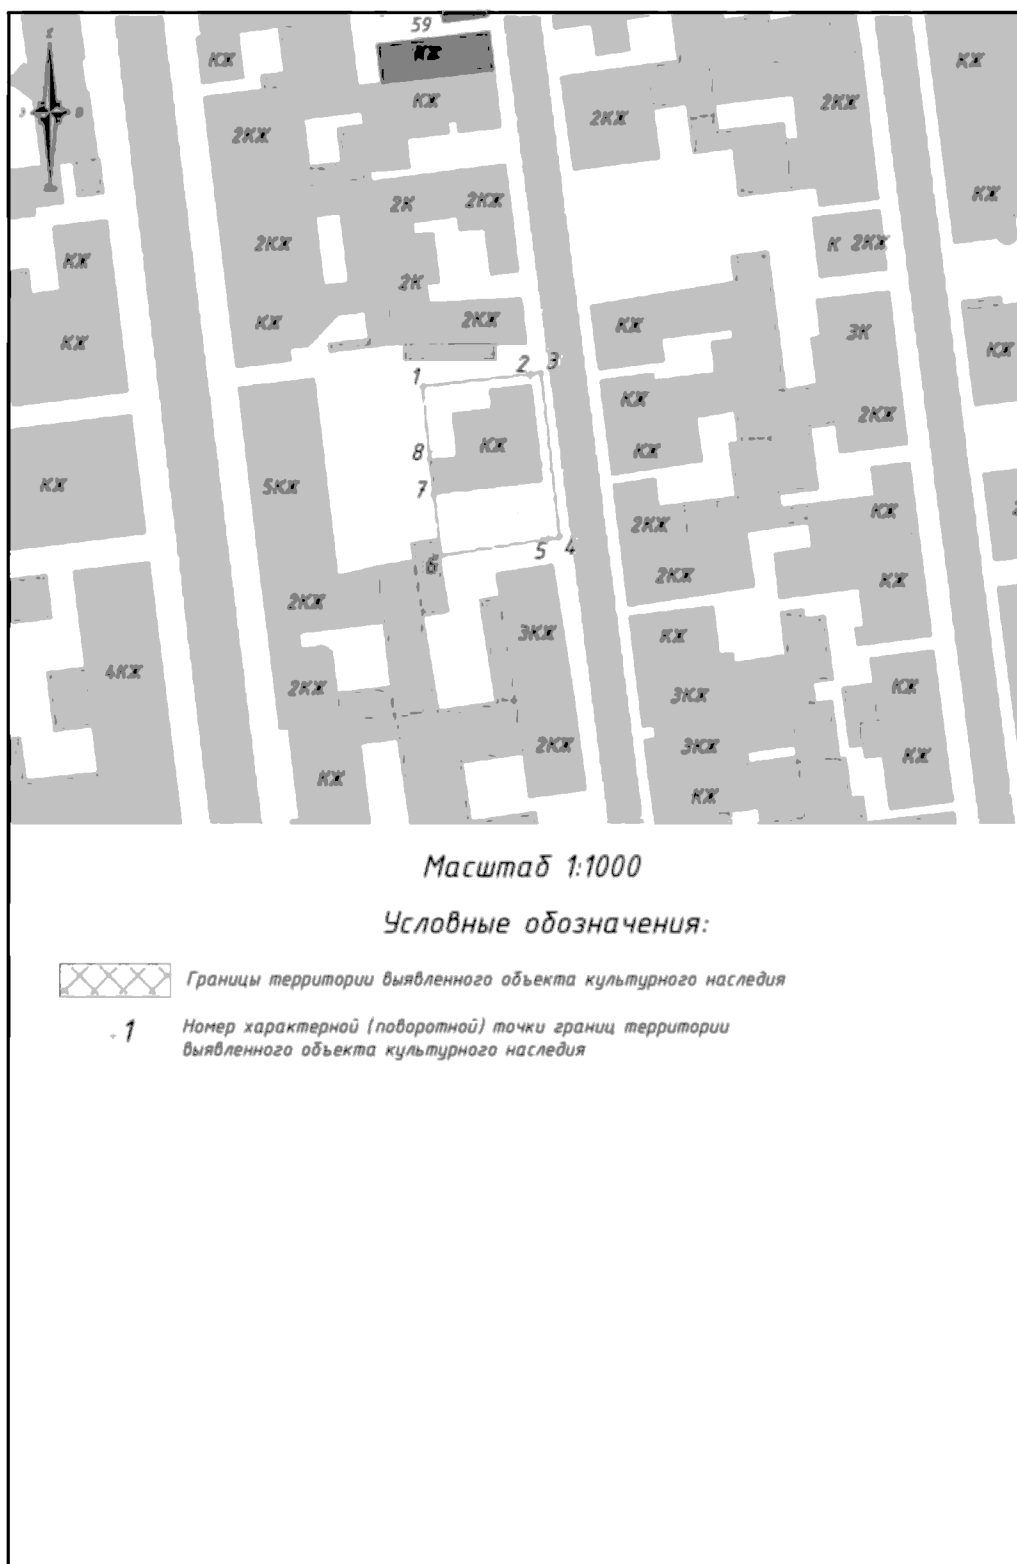 59
КЖ
КЖ
КЖ
КЖ
2КЖ
2КЖ
2КЖ
КЖ
2К
2КЖ
КЖ
2КЖ
К 2КЖ
КЖ
2К
КЖ
2КЖ
КЖ
3К
КЖ
КЖ
1
2
3
КЖ
2КЖ
8
КЖ
КЖ
КЖ
5КЖ
7
2КЖ
КЖ
6
5
4
2КЖ
КЖ
2КЖ
3КЖ
КЖ
4КЖ
2КЖ
3КЖ
КЖ
2КЖ
3КЖ
КЖ
КЖ
КЖ
Масштаб 1:1000
Условные обозначения:
Границы территории выявленного объекта культурного наследия
1
Номер характерной (поворотной) точки границ территории
выявленного объекта культурного наследия